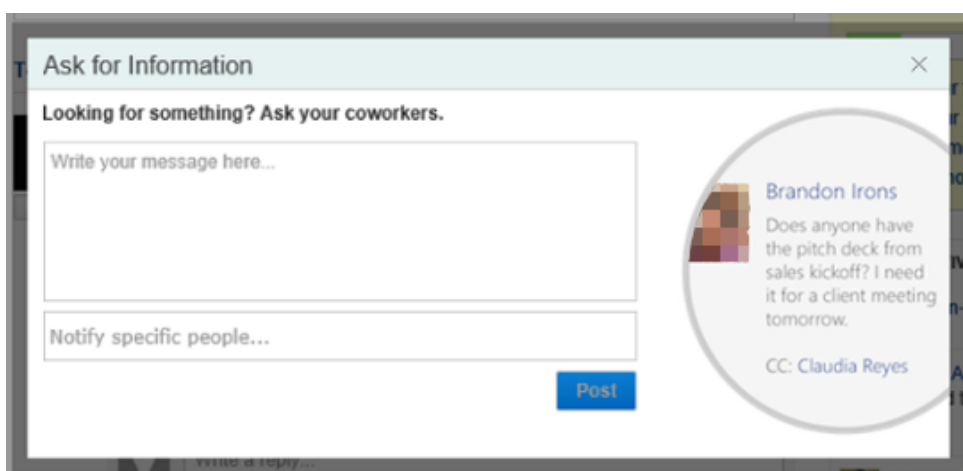 Ask for Information
Looking for something? Ask your coworkers.
Write your message here...
Notify specific people...
Post
Brandon Irons
Does anyone have
the pitch deck from
sales kickoff? I need
it for a client meeting
tomorrow.
CC: Claudia Reyes
Write a reply...